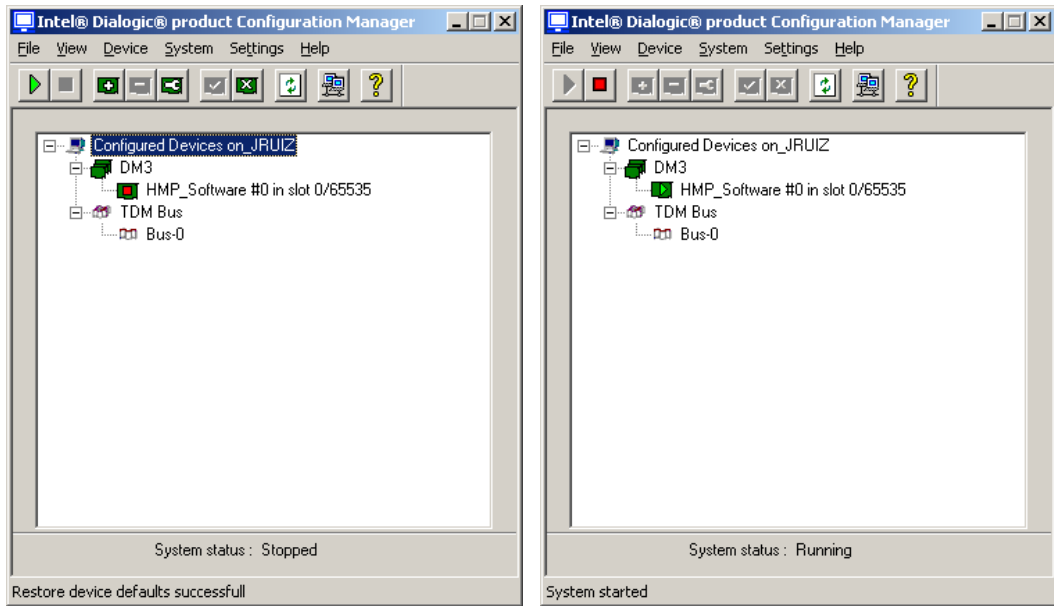 Intel® Dialogic® product Configuration Manager
File View Device System Settings Help
Configured Devices on_JRUIZ
DM3
HMP_Software #0 in slot 0/65535
TDM Bus
Bus-0
System status : Stopped
Restore device defaults successfull
Intel® Dialogic® product Configuration Manager
File View Device System Settings Help
Configured Devices on_JRUIZ
DM3
HMP_Software #0 in slot 0/65535
TDM Bus
Bus-0
System status : Running
System started